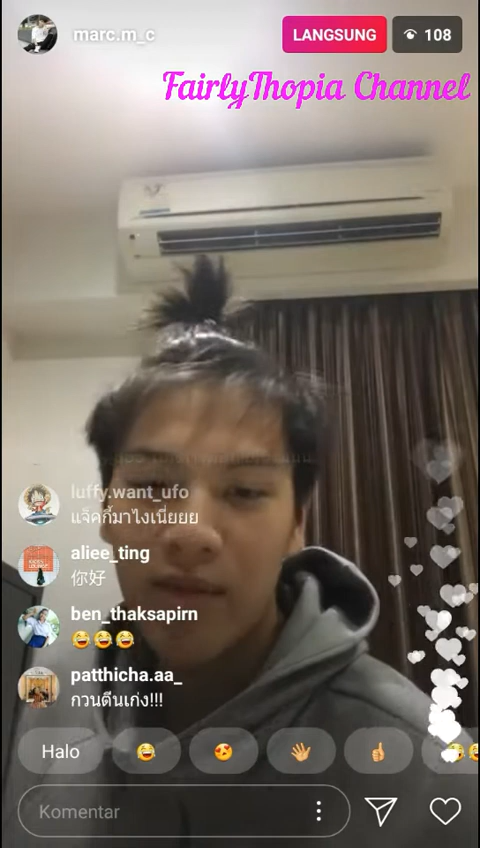 marc.m_c
LANGSUNG
108
FairlyThopia Channel
luffy.want_ufo
แจ็คกี้มาไงเนี่ยยย
aliee_ting
你好
ben_thaksapirn
😂😂😂
patthicha.aa_
กวนตีนเก่ง!!!
Halo
Komentar